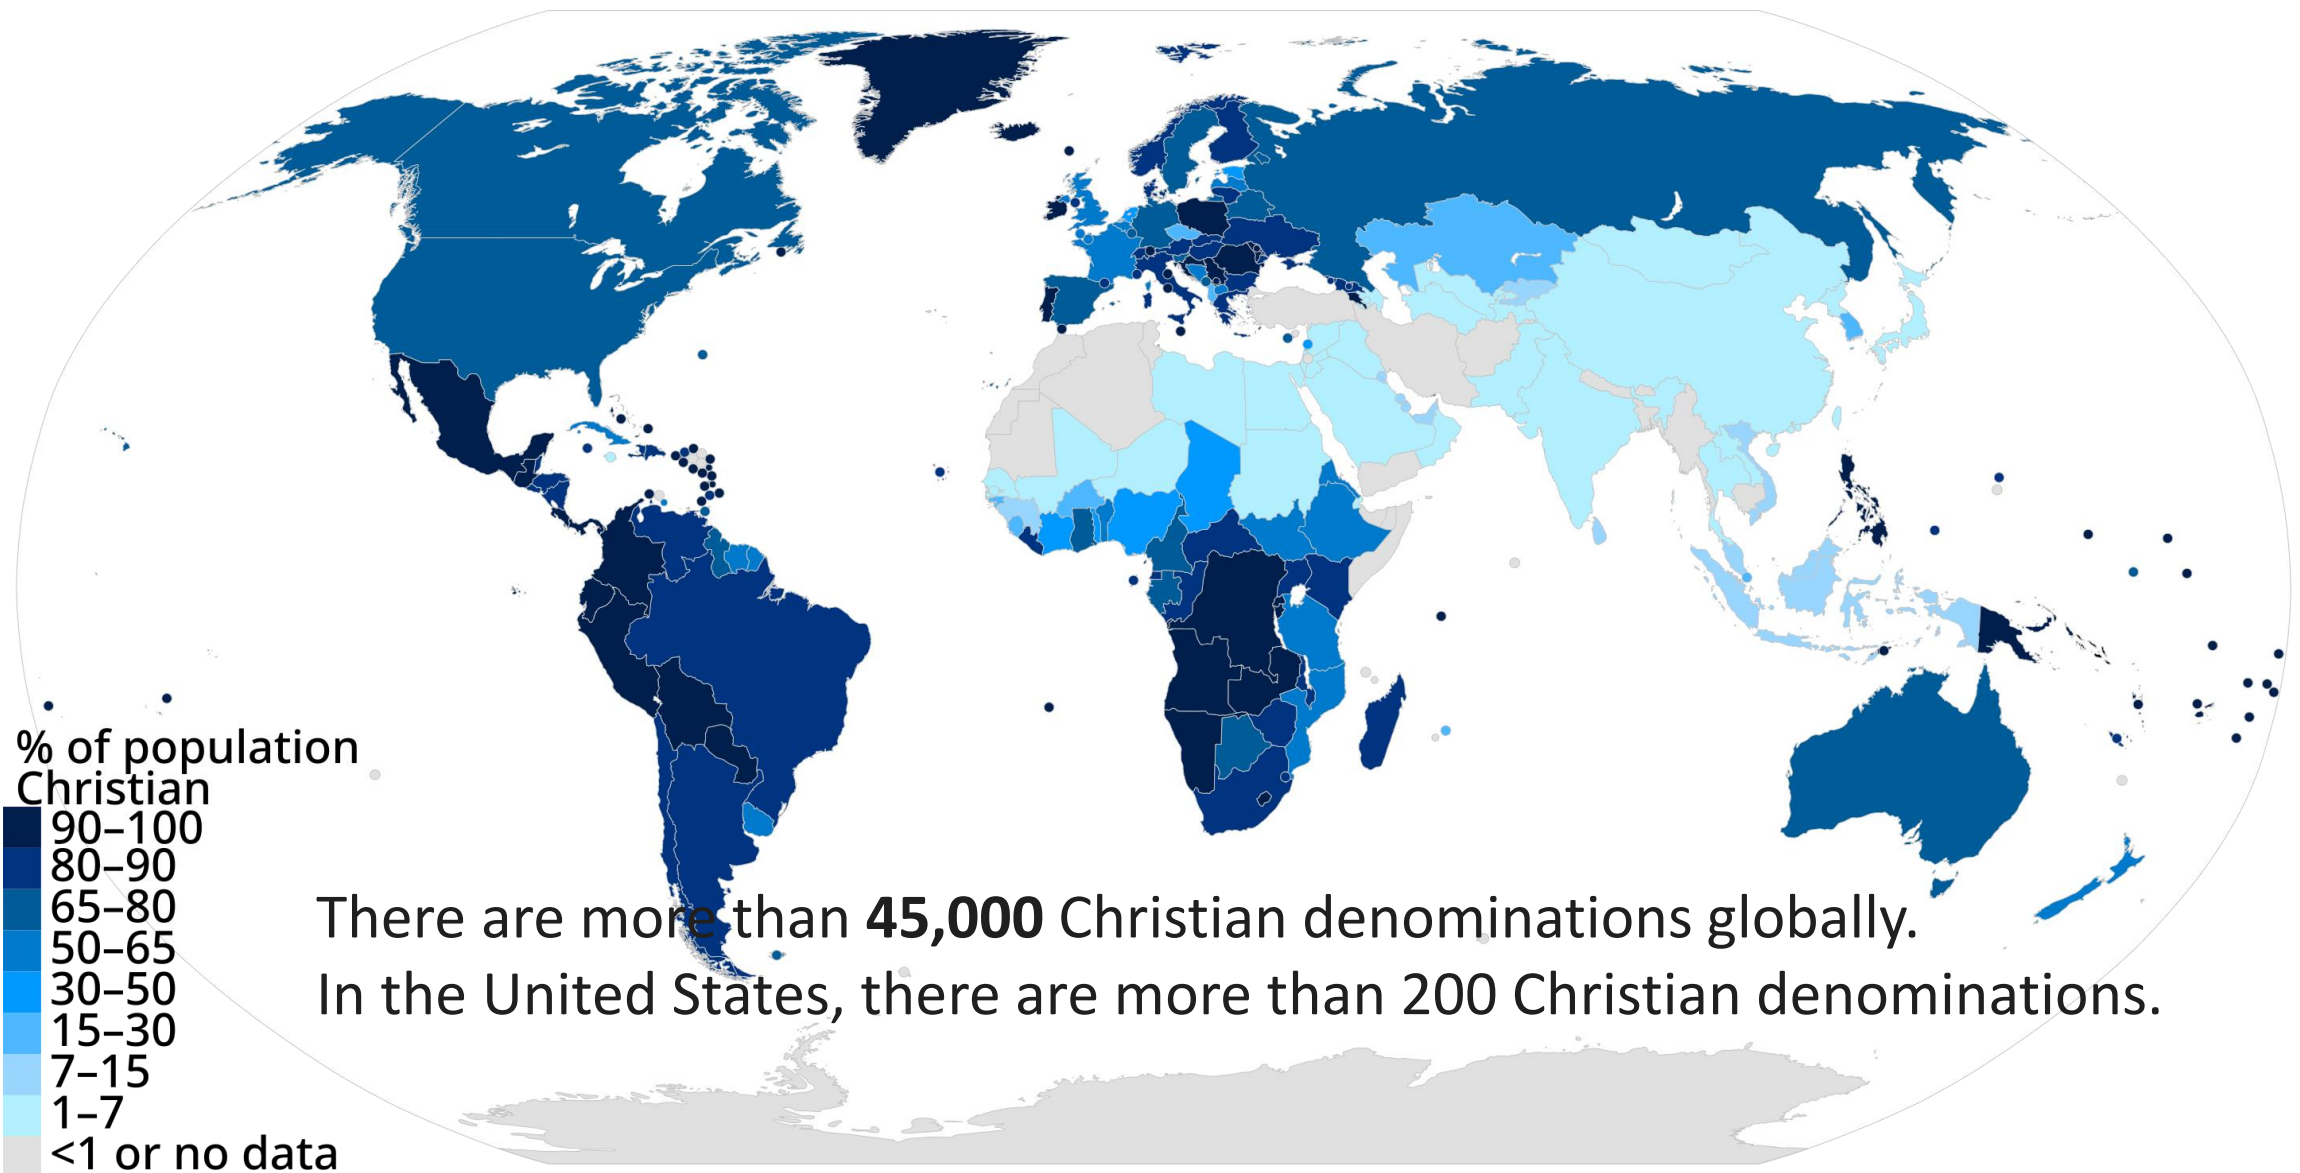 % of population
Christian
90–100
80–90
65–80
50–65
30–50
15–30
7–15
1–7
<1 or no data
There are more than 45,000 Christian denominations globally.
In the United States, there are more than 200 Christian denominations.